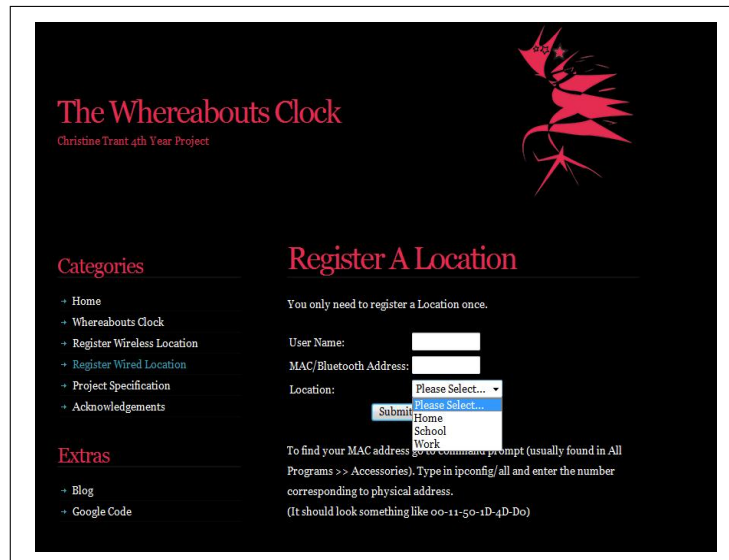 The Whereabouts Clock
Christine Trant 4th Year Project
Categories
→ Home
→ Whereabouts Clock
→ Register Wireless Location
→ Register Wired Location
→ Project Specification
→ Acknowledgements
Extras
→ Blog
→ Google Code
Register A Location
You only need to register a Location once.
User Name:
MAC/Bluetooth Address:
Location: Please Select...
Submit
Please Select...
Home
School
Work
To find your MAC address go to command prompt (usually found in All
Programs >> Accessories). Type in ipconfig/all and enter the number
corresponding to physical address.
(It should look something like 00-11-50-1D-4D-D0)